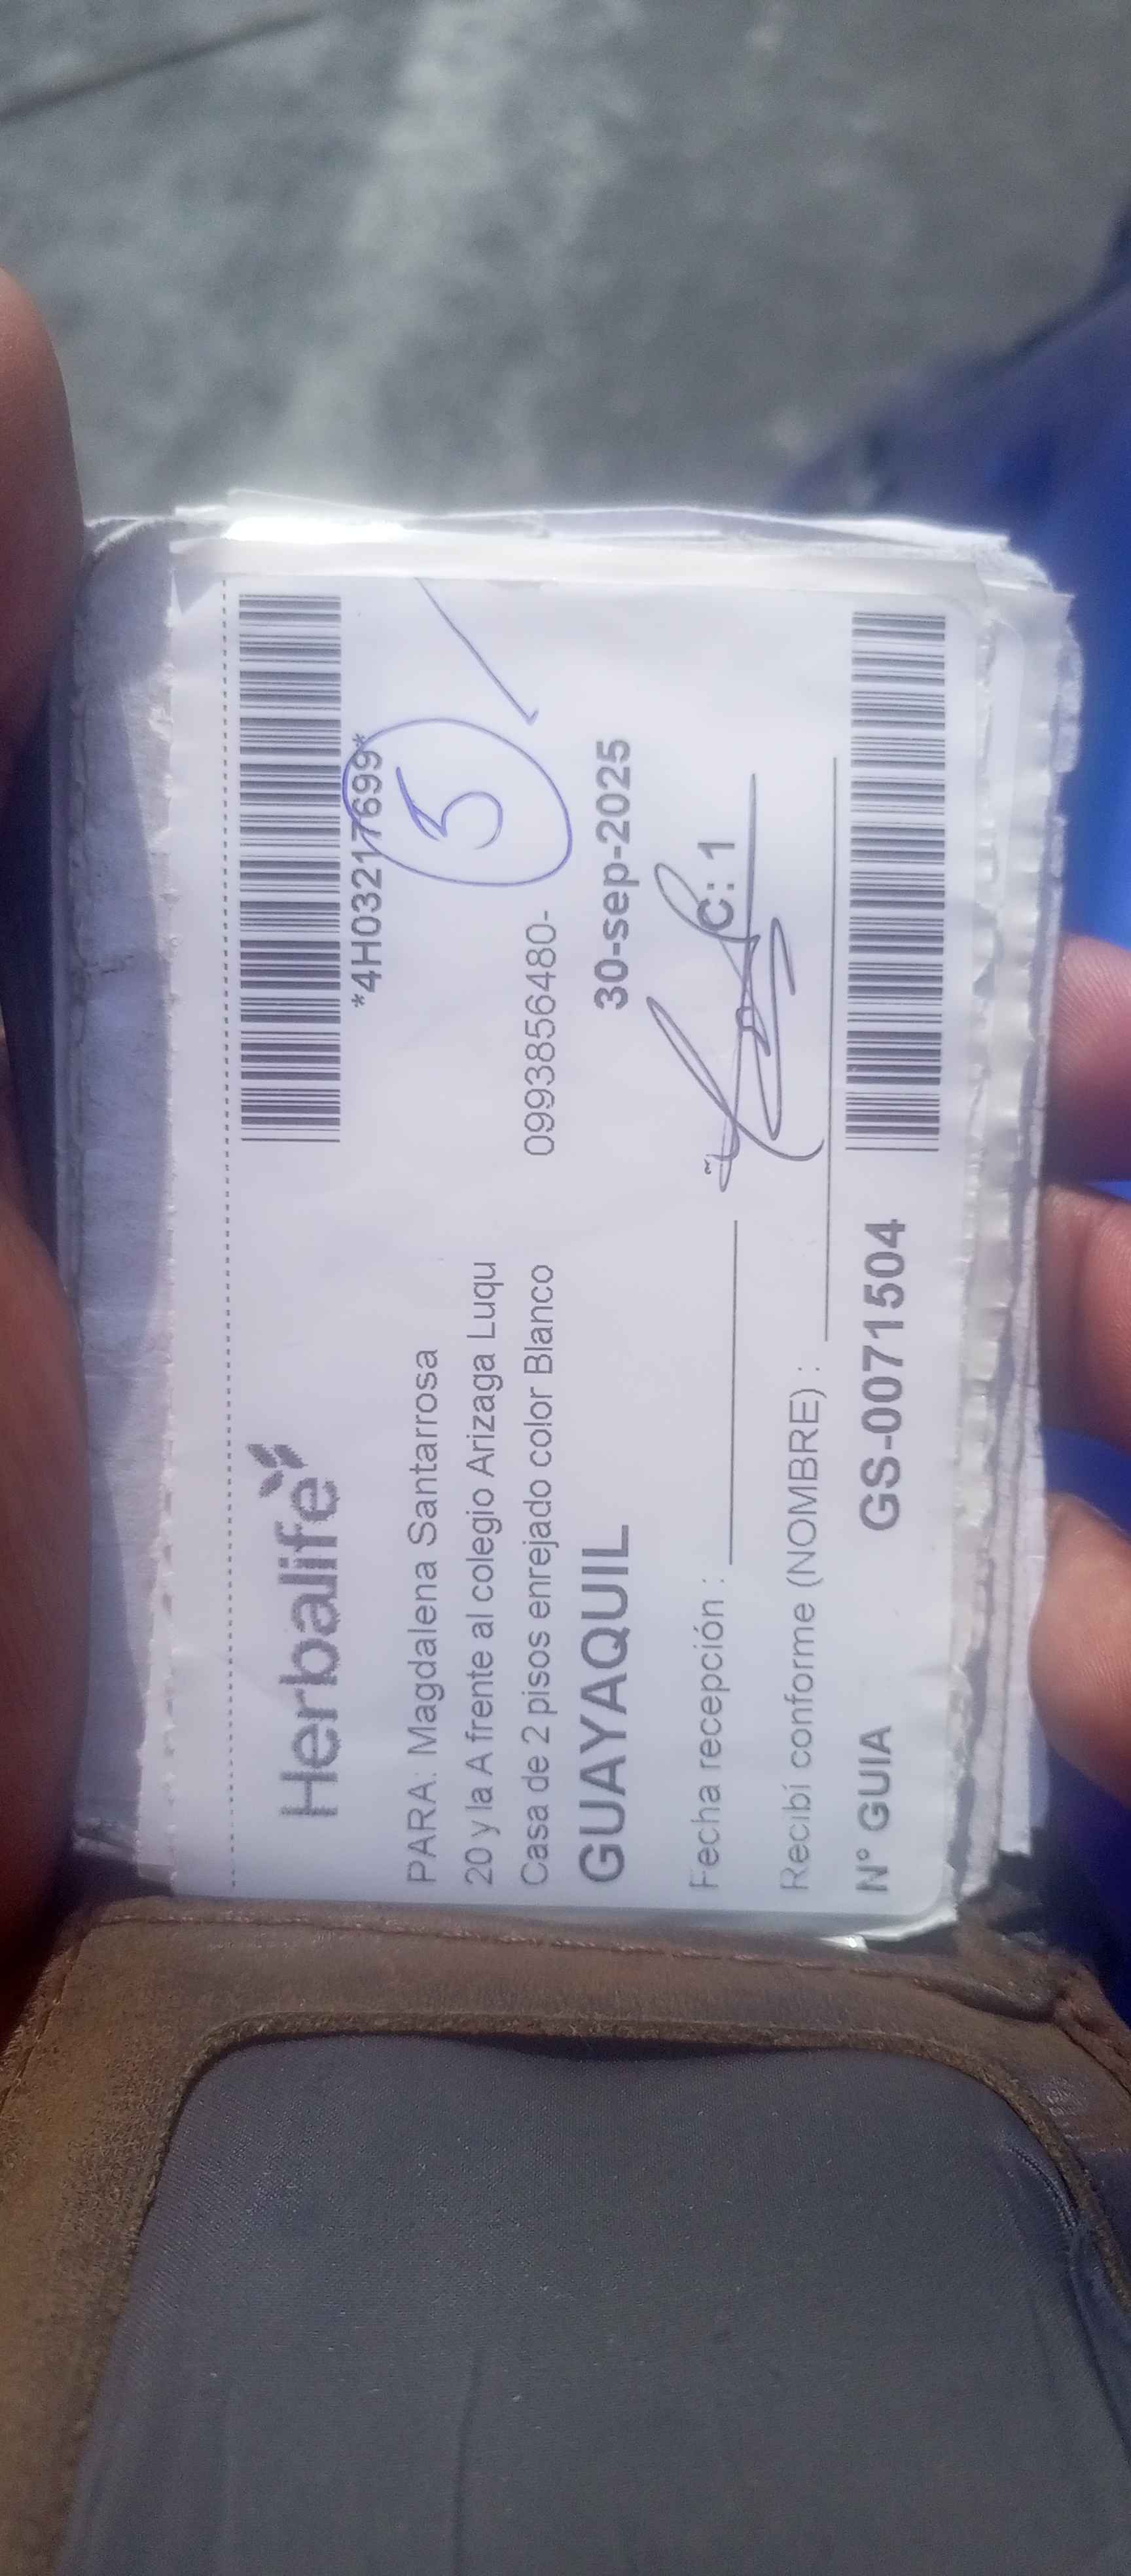 Herbalife
*4H03217699*
PARA: Magdalena Santarrosa
20 y la A frente al colegio Arizaga Luqu
Casa de 2 pisos enrejado color Blanco 0993856480-
GUAYAQUIL 30-sep-2025
Fecha recepción : C: 1
Recibí conforme (NOMBRE) :
N° GUIA GS-0071504